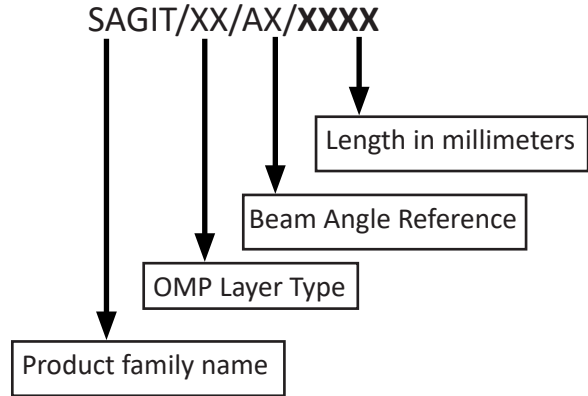 SAGIT/XX/AX/XXXX
Length in millimeters
Beam Angle Reference
OMP Layer Type
Product family name